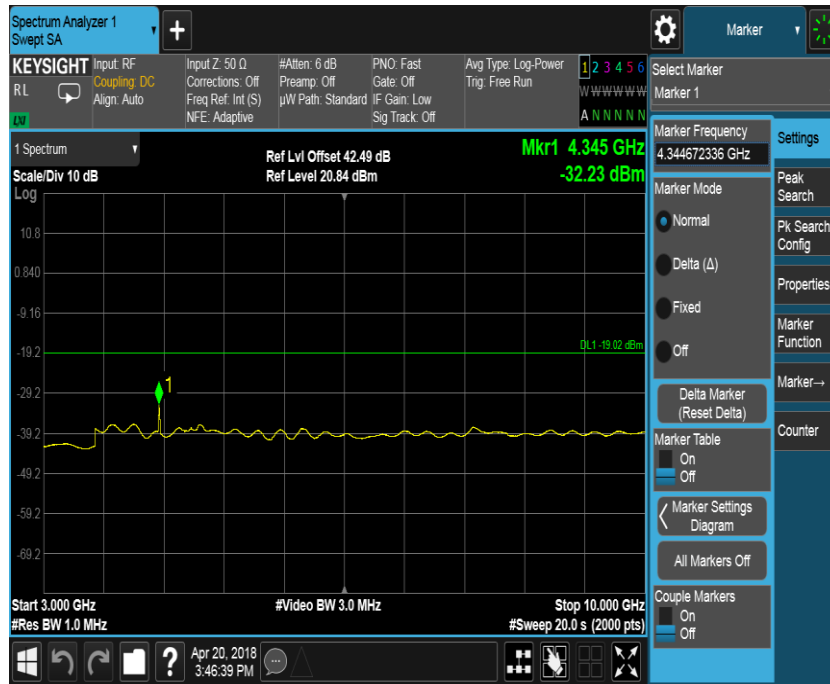 Spectrum Analyzer 1
Swept SA
+
Marker
KEYSIGHT
RL
LXI
Input: RF
Coupling: DC
Align: Auto
Input Z: 50 Ω
Corrections: Off
Freq Ref: Int (S)
NFE: Adaptive
#Atten: 6 dB
Preamp: Off
µW Path: Standard
PNO: Fast
Gate: Off
IF Gain: Low
Sig Track: Off
Avg Type: Log-Power
Trig: Free Run
1 2 3 4 5 6
W W W W W W
A N N N N N
Select Marker
Marker 1
1 Spectrum
Scale/Div 10 dB
Log
Ref Lvl Offset 42.49 dB
Ref Level 20.84 dBm
Mkr1 4.345 GHz
-32.23 dBm
10.8
0.840
-9.16
-19.2
-29.2
-39.2
-49.2
-59.2
-69.2
DL1 -19.02 dBm
1
Start 3.000 GHz
#Res BW 1.0 MHz
#Video BW 3.0 MHz
Stop 10.000 GHz
#Sweep 20.0 s (2000 pts)
Marker Frequency
4.344672336 GHz
Marker Mode
Normal
Delta (Δ)
Fixed
Off
Delta Marker
(Reset Delta)
Marker Table
On
Off
Marker Settings
Diagram
All Markers Off
Couple Markers
On
Off
Settings
Peak
Search
Pk Search
Config
Properties
Marker
Function
Marker→
Counter
?
Apr 20, 2018
3:46:39 PM